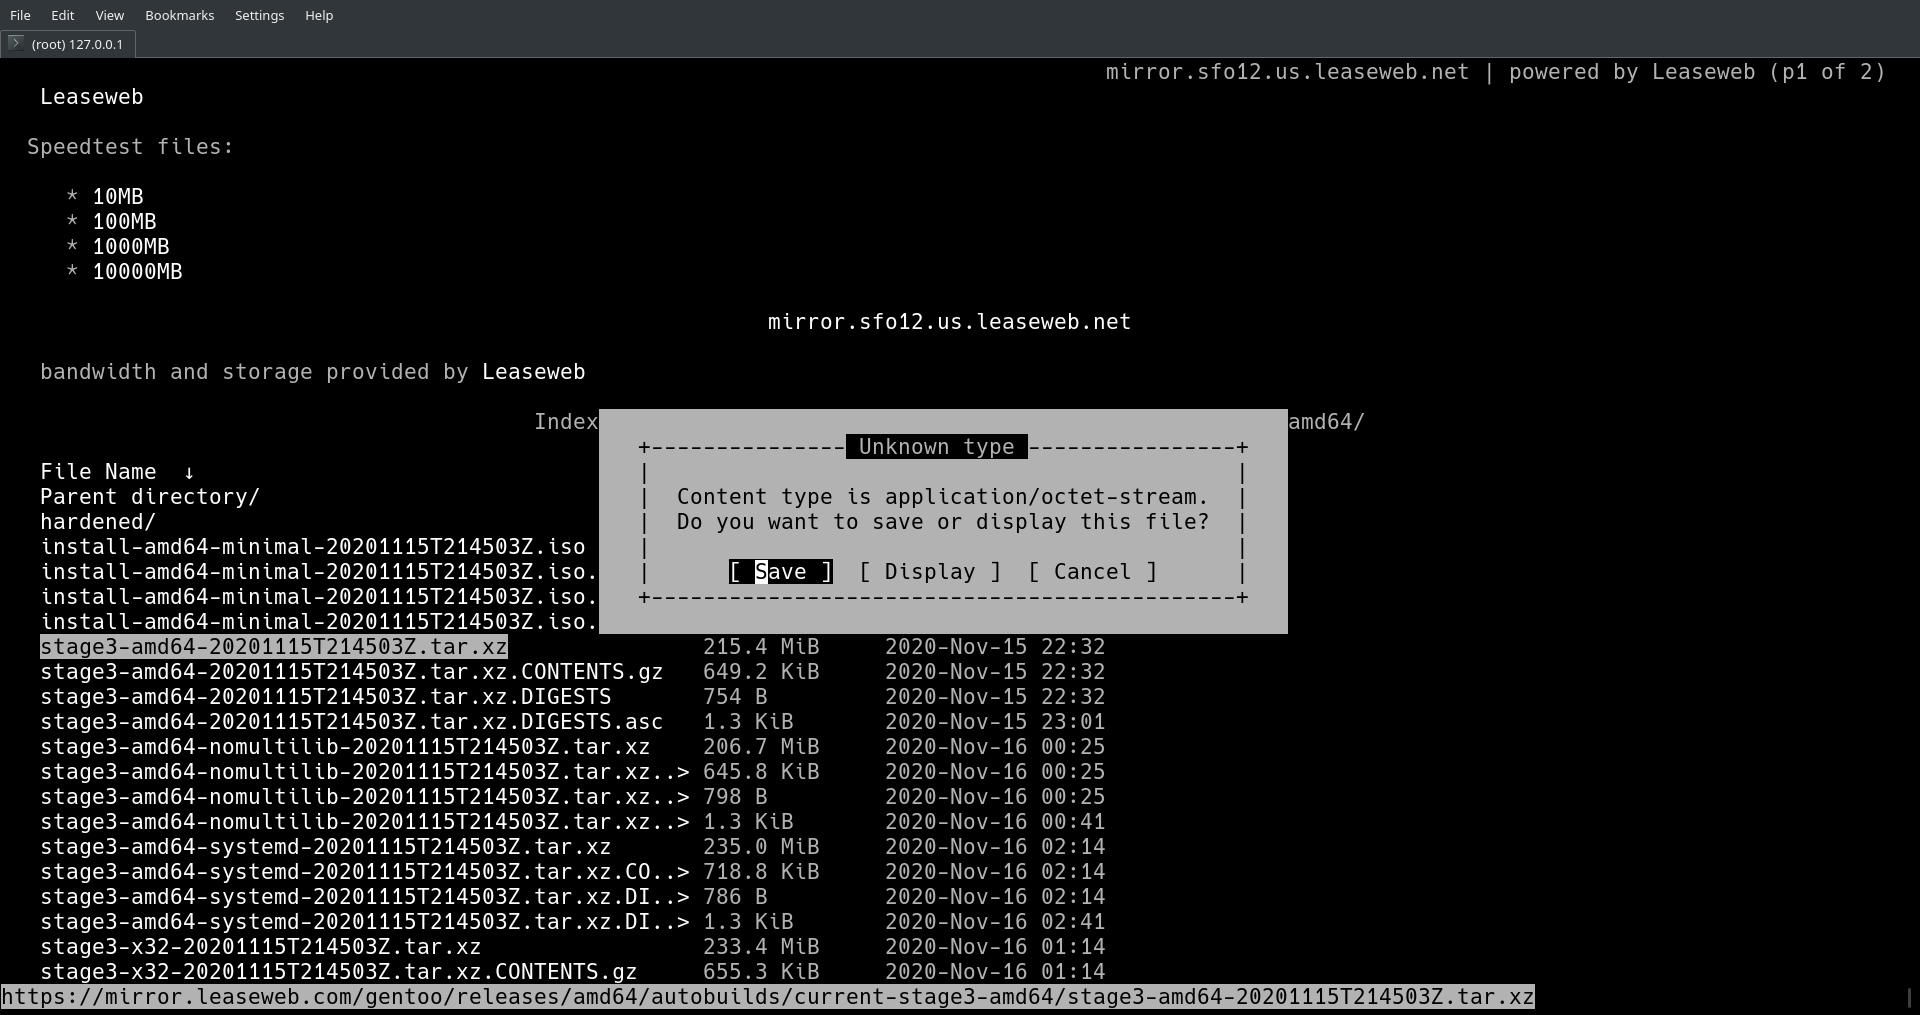 File Edit View Bookmarks Settings Help
(root) 127.0.0.1
mirror.sfo12.us.leaseweb.net | powered by Leaseweb (p1 of 2)
Leaseweb
Speedtest files:
* 10MB
* 100MB
* 1000MB
* 10000MB
mirror.sfo12.us.leaseweb.net
bandwidth and storage provided by Leaseweb
Index amd64/
+--------------- Unknown type ----------------+
File Name ↓
Parent directory/
| Content type is application/octet-stream. |
hardened/
| Do you want to save or display this file? |
install-amd64-minimal-20201115T214503Z.iso
install-amd64-minimal-20201115T214503Z.iso.
| [ Save ] [ Display ] [ Cancel ] |
install-amd64-minimal-20201115T214503Z.iso.
+---------------------------------------------+
install-amd64-minimal-20201115T214503Z.iso.
stage3-amd64-20201115T214503Z.tar.xz 215.4 MiB 2020-Nov-15 22:32
stage3-amd64-20201115T214503Z.tar.xz.CONTENTS.gz 649.2 KiB 2020-Nov-15 22:32
stage3-amd64-20201115T214503Z.tar.xz.DIGESTS 754 B 2020-Nov-15 22:32
stage3-amd64-20201115T214503Z.tar.xz.DIGESTS.asc 1.3 KiB 2020-Nov-15 23:01
stage3-amd64-nomultilib-20201115T214503Z.tar.xz 206.7 MiB 2020-Nov-16 00:25
stage3-amd64-nomultilib-20201115T214503Z.tar.xz..> 645.8 KiB 2020-Nov-16 00:25
stage3-amd64-nomultilib-20201115T214503Z.tar.xz..> 798 B 2020-Nov-16 00:25
stage3-amd64-nomultilib-20201115T214503Z.tar.xz..> 1.3 KiB 2020-Nov-16 00:41
stage3-amd64-systemd-20201115T214503Z.tar.xz 235.0 MiB 2020-Nov-16 02:14
stage3-amd64-systemd-20201115T214503Z.tar.xz.CO..> 718.8 KiB 2020-Nov-16 02:14
stage3-amd64-systemd-20201115T214503Z.tar.xz.DI..> 786 B 2020-Nov-16 02:14
stage3-amd64-systemd-20201115T214503Z.tar.xz.DI..> 1.3 KiB 2020-Nov-16 02:41
stage3-x32-20201115T214503Z.tar.xz 233.4 MiB 2020-Nov-16 01:14
stage3-x32-20201115T214503Z.tar.xz.CONTENTS.gz 655.3 KiB 2020-Nov-16 01:14
https://mirror.leaseweb.com/gentoo/releases/amd64/autobuilds/current-stage3-amd64/stage3-amd64-20201115T214503Z.tar.xz